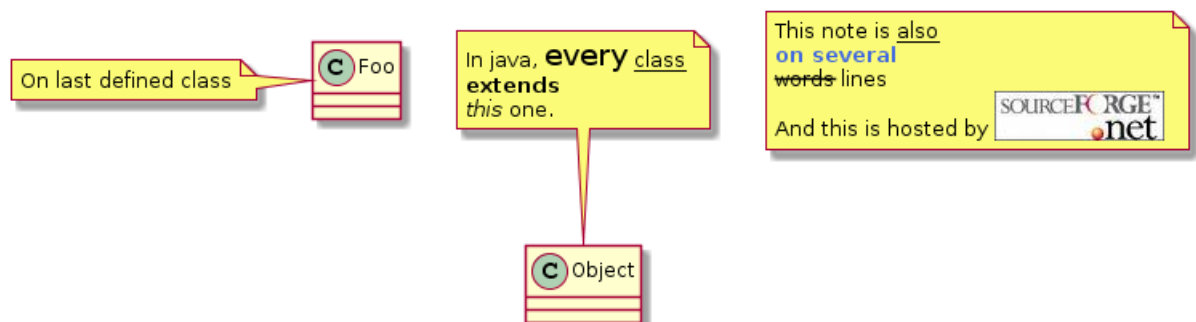 On last defined class
C Foo
In java, every class
extends
this one.
This note is also
on several
words lines
And this is hosted by SOURCEFORGE™
.net
C Object